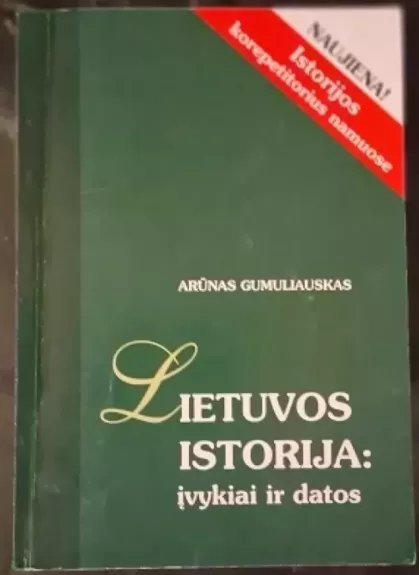 NAUJIENA!
Istorijos
korepetitorius namuose
ARŪNAS GUMULIAUSKAS
LIETUVOS
ISTORIJA:
įvykiai ir datos